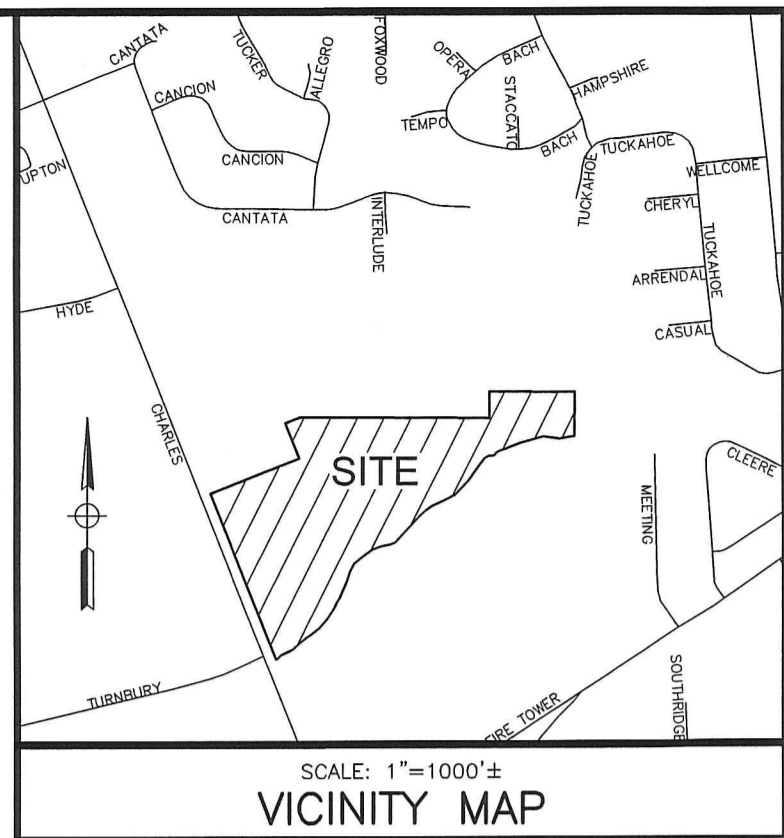 CANTATA
TUCKER
ALLEGRO
FOXWOOD
OPERA
BACH
STACCATO
HAMPSHIRE
CANCION
TEMPO
BACH
CANCION
TUCKAHOE
TUCKAHOE
WELLCOME
UPTON
CANTATA
INTERLUDE
CHERYL
TUCKAHOE
ARRENDAL
HYDE
CASUAL
CHARLES
SITE
CLEERE
MEETING
TURNBURY
FIRE TOWER
SOUTHRIDGE
SCALE: 1"=1000'±
VICINITY MAP